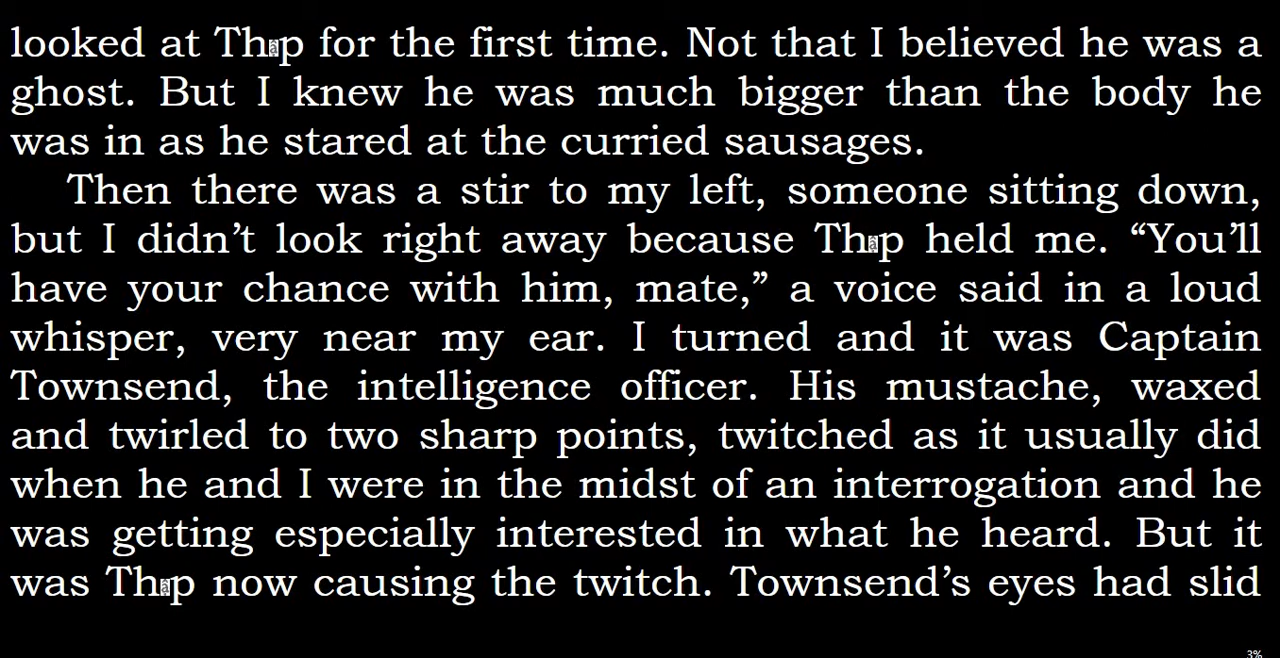 looked at Thập for the first time. Not that I believed he was a
ghost. But I knew he was much bigger than the body he
was in as he stared at the curried sausages.
Then there was a stir to my left, someone sitting down,
but I didn’t look right away because Thập held me. “You’ll
have your chance with him, mate,” a voice said in a loud
whisper, very near my ear. I turned and it was Captain
Townsend, the intelligence officer. His mustache, waxed
and twirled to two sharp points, twitched as it usually did
when he and I were in the midst of an interrogation and he
was getting especially interested in what he heard. But it
was Thập now causing the twitch. Townsend’s eyes had slid
3%